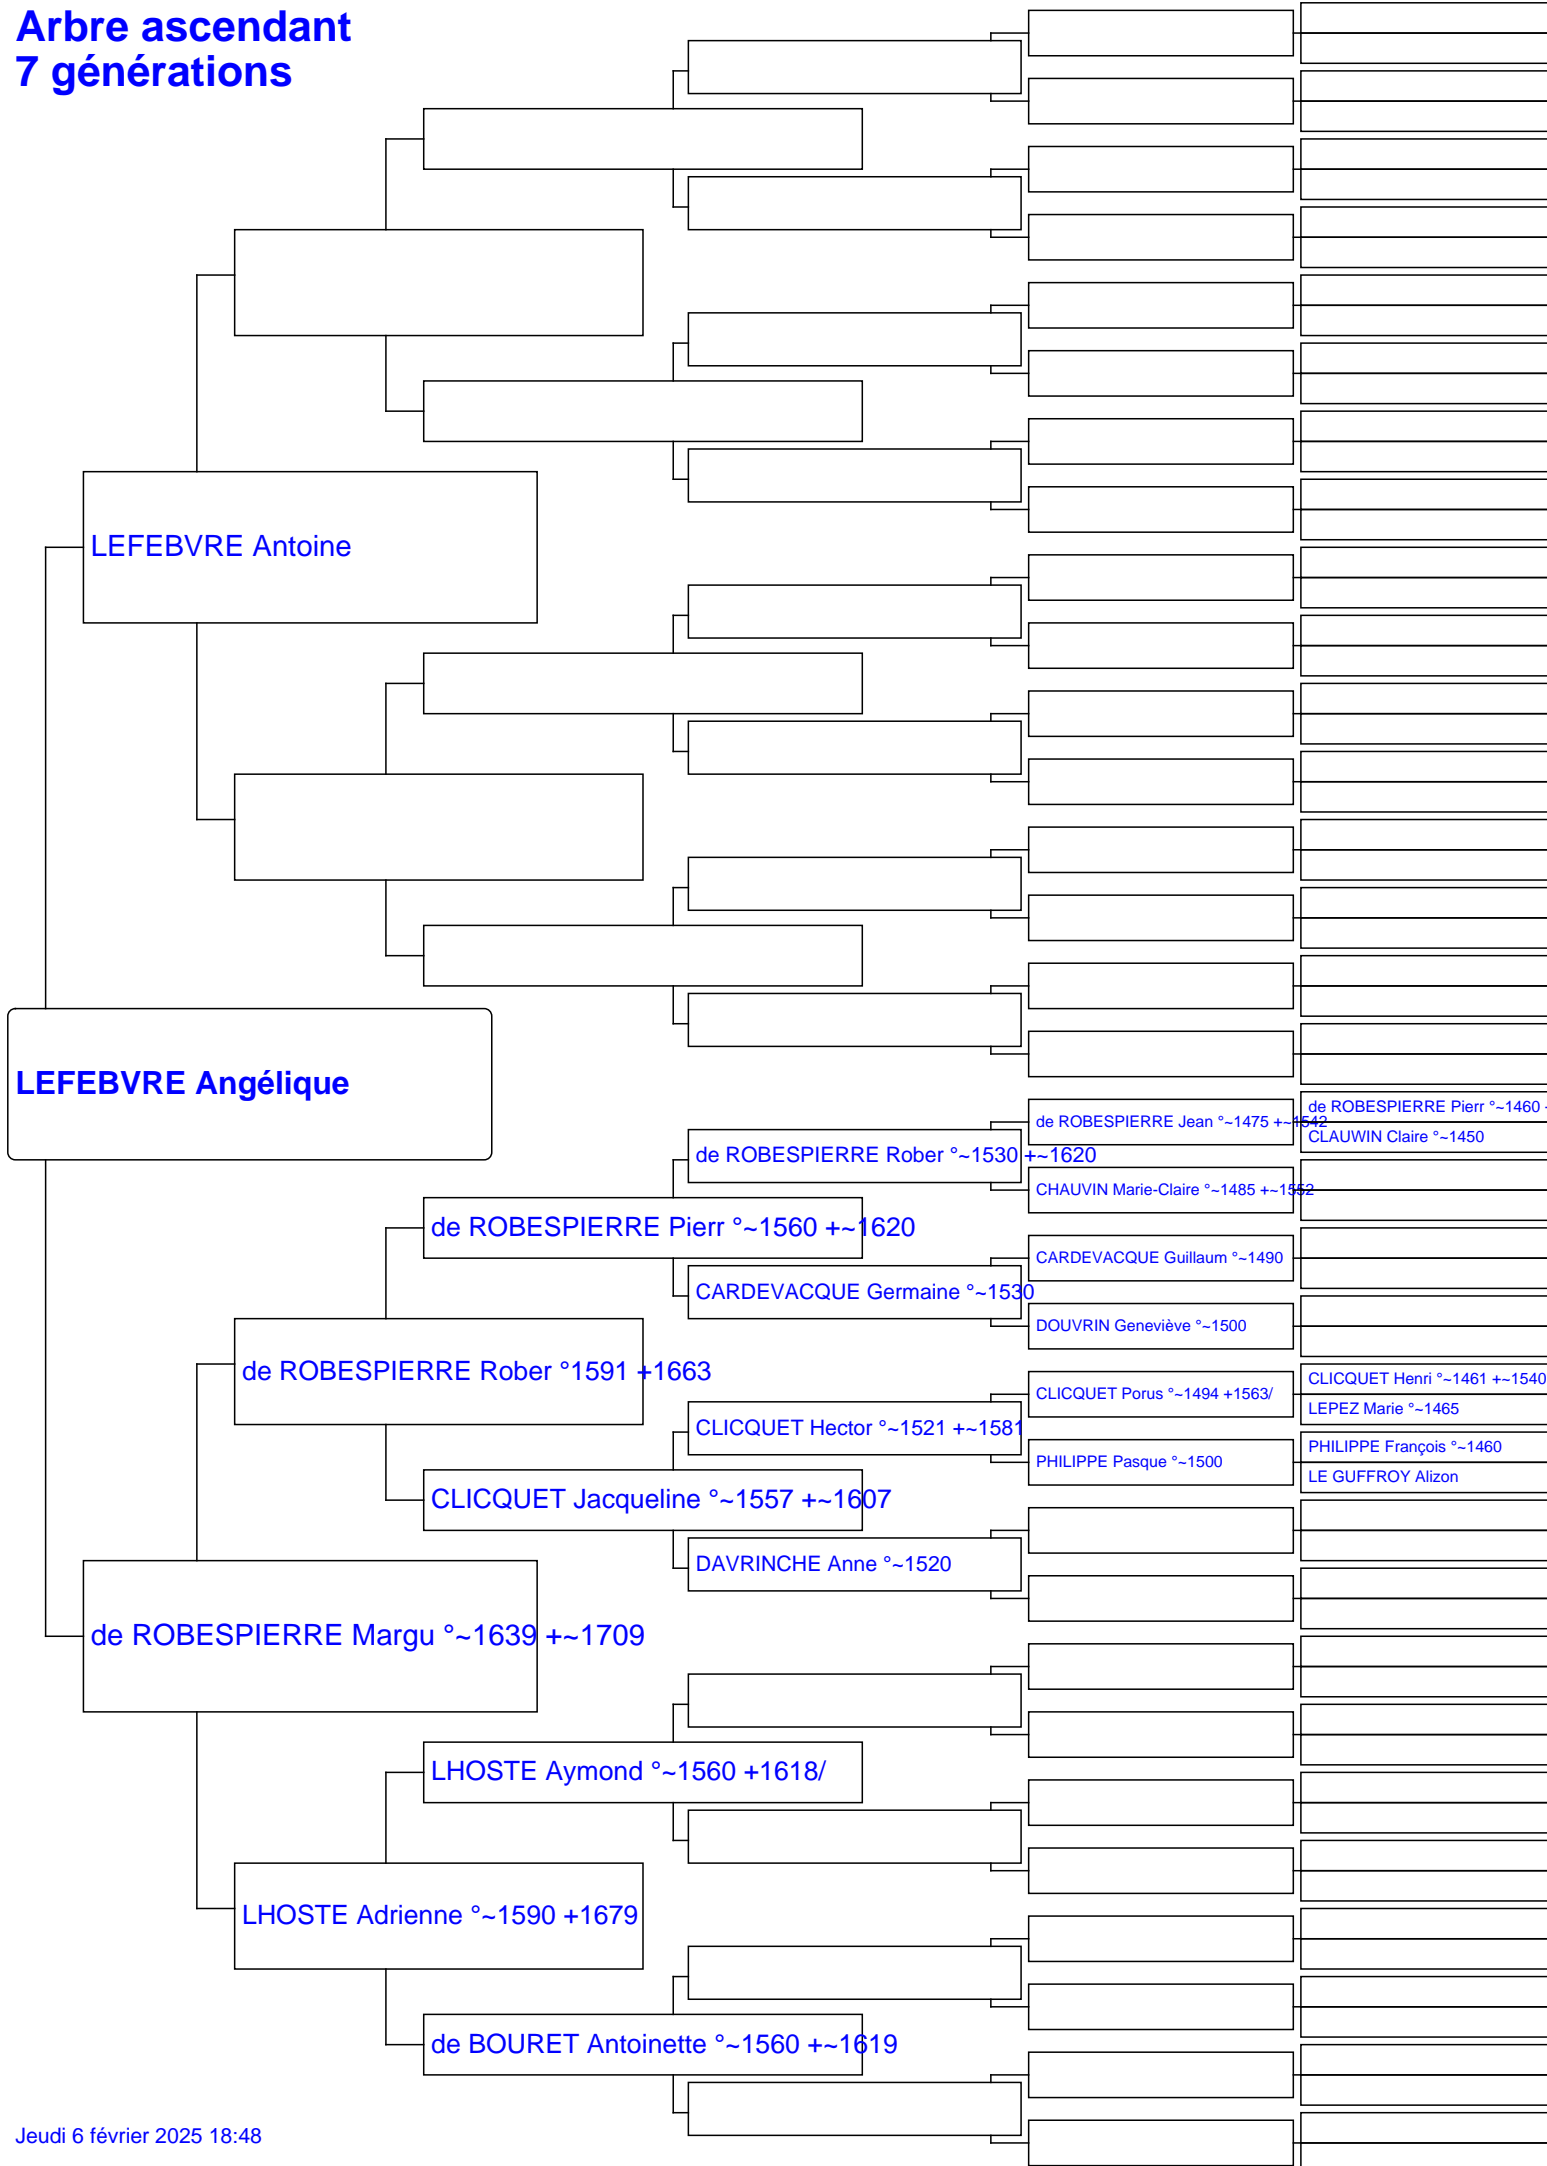 Arbre ascendant
7 générations
LEFEBVRE Antoine
LEFEBVRE Angélique
de ROBESPIERRE Pierr °~1460 -
de ROBESPIERRE Jean °~1475 +~1542
CLAUWIN Claire °~1450
de ROBESPIERRE Rober °~1530 +~1620
CHAUVIN Marie-Claire °~1485 +~1552
de ROBESPIERRE Pierr °~1560 +~1620
CARDEVACQUE Guillaum °~1490
CARDEVACQUE Germaine °~1530
DOUVRIN Geneviève °~1500
de ROBESPIERRE Rober °1591 +1663
CLICQUET Henri °~1461 +~1540
CLICQUET Porus °~1494 +1563/
LEPEZ Marie °~1465
CLICQUET Hector °~1521 +~1581
PHILIPPE François °~1460
PHILIPPE Pasque °~1500
LE GUFFROY Alizon
CLICQUET Jacqueline °~1557 +~1607
DAVRINCHE Anne °~1520
de ROBESPIERRE Margu °~1639 +~1709
LHOSTE Aymond °~1560 +1618/
LHOSTE Adrienne °~1590 +1679
de BOURET Antoinette °~1560 +~1619
Jeudi 6 février 2025 18:48